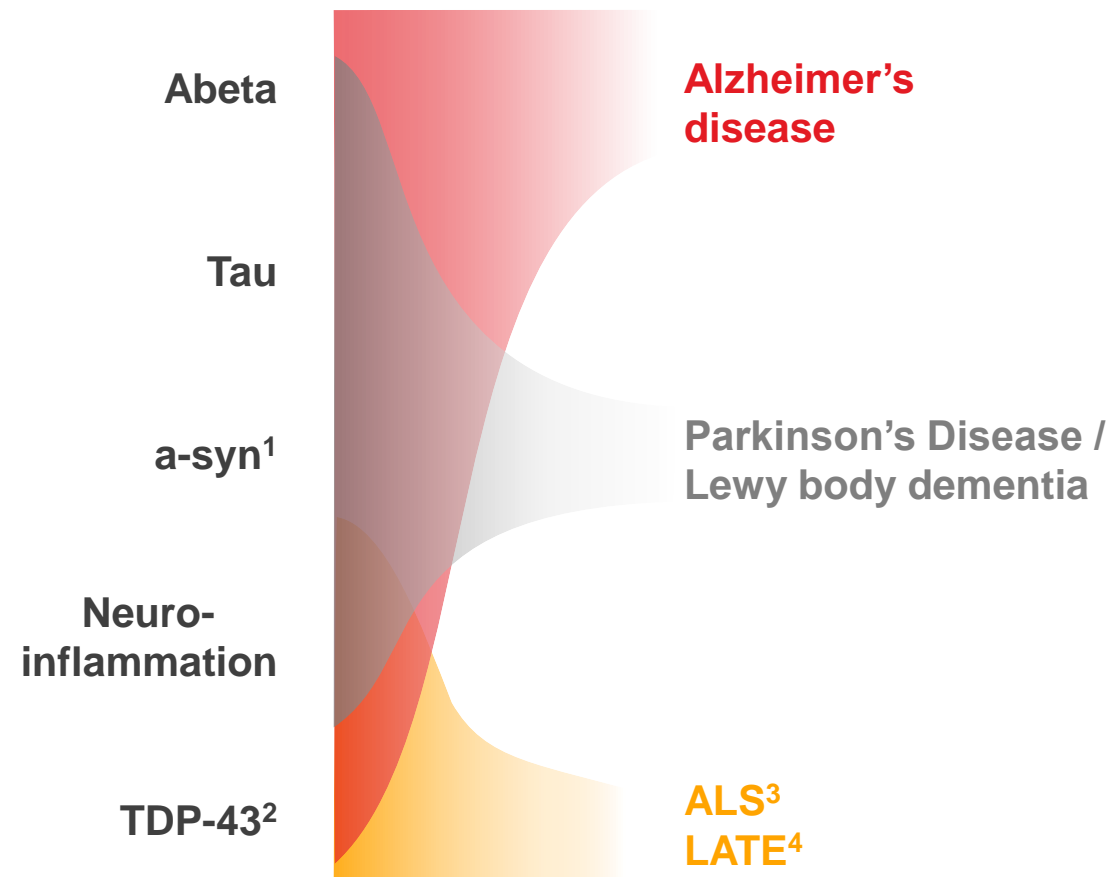 Abeta
Tau
a-syn¹
Neuro-
inflammation
TDP-43²
Alzheimer’s
disease
Parkinson’s Disease /
Lewy body dementia
ALS³
LATE⁴